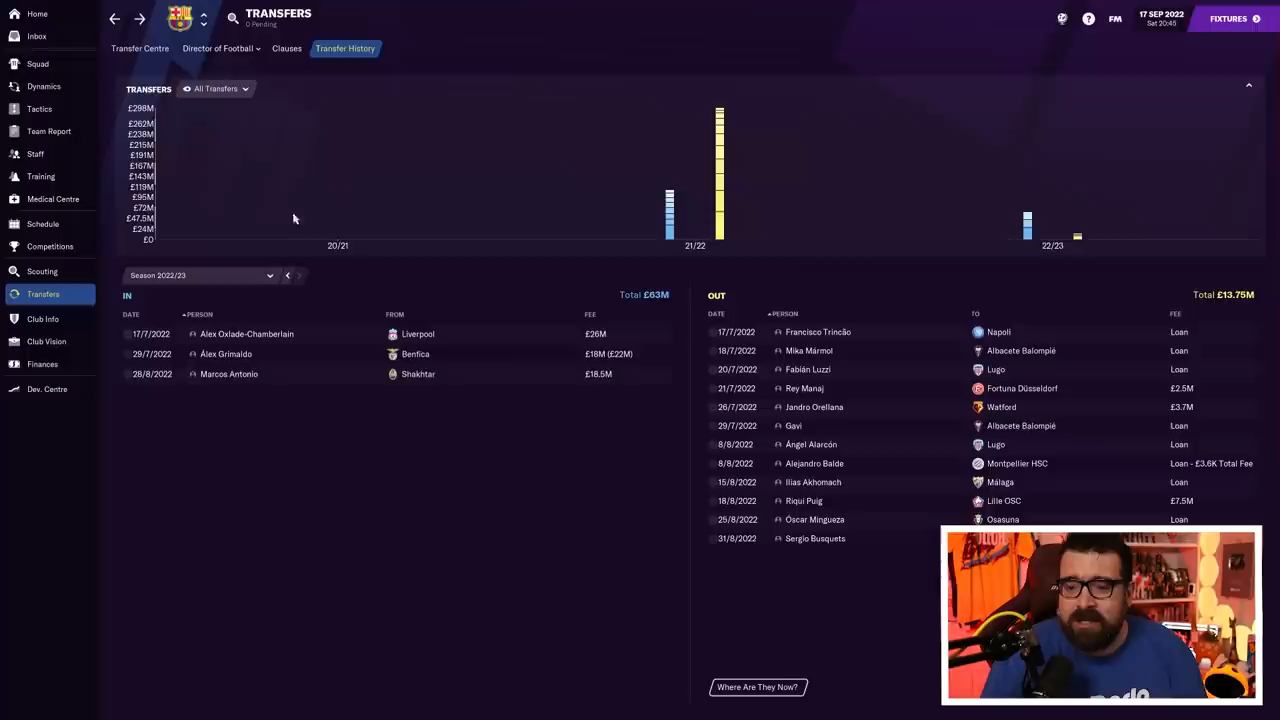 Home
Inbox
Squad
Dynamics
Tactics
Team Report
Staff
Training
Medical Centre
Schedule
Competitions
Scouting
Transfers
Club Info
Club Vision
Finances
Dev. Centre
TRANSFERS
0 Pending
FM
17 SEP 2022
Sat 20:45
FIXTURES
Transfer Centre
Director of Football
Clauses
Transfer History
TRANSFERS
All Transfers
£298M
£262M
£238M
£215M
£191M
£167M
£143M
£119M
£95M
£72M
£47.5M
£24M
£0
20/21
21/22
22/23
Season 2022/23
IN
Total £63M
DATE PERSON FROM FEE
17/7/2022 Alex Oxlade-Chamberlain Liverpool £26M
29/7/2022 Álex Grimaldo Benfica £18M (£22M)
28/8/2022 Marcos Antonio Shakhtar £18.5M
OUT
Total £13.75M
DATE PERSON TO FEE
17/7/2022 Francisco Trincão Napoli Loan
18/7/2022 Mika Mármol Albacete Balompié Loan
20/7/2022 Fabián Luzzi Lugo Loan
21/7/2022 Rey Manaj Fortuna Düsseldorf £2.5M
26/7/2022 Jandro Orellana Watford £3.7M
29/7/2022 Gavi Albacete Balompié Loan
8/8/2022 Ángel Alarcón Lugo Loan
8/8/2022 Alejandro Balde Montpellier HSC Loan - £3.6K Total Fee
15/8/2022 Ilias Akhomach Málaga Loan
18/8/2022 Riqui Puig Lille OSC £7.5M
25/8/2022 Óscar Mingueza Osasuna Loan
31/8/2022 Sergio Busquets
Where Are They Now?